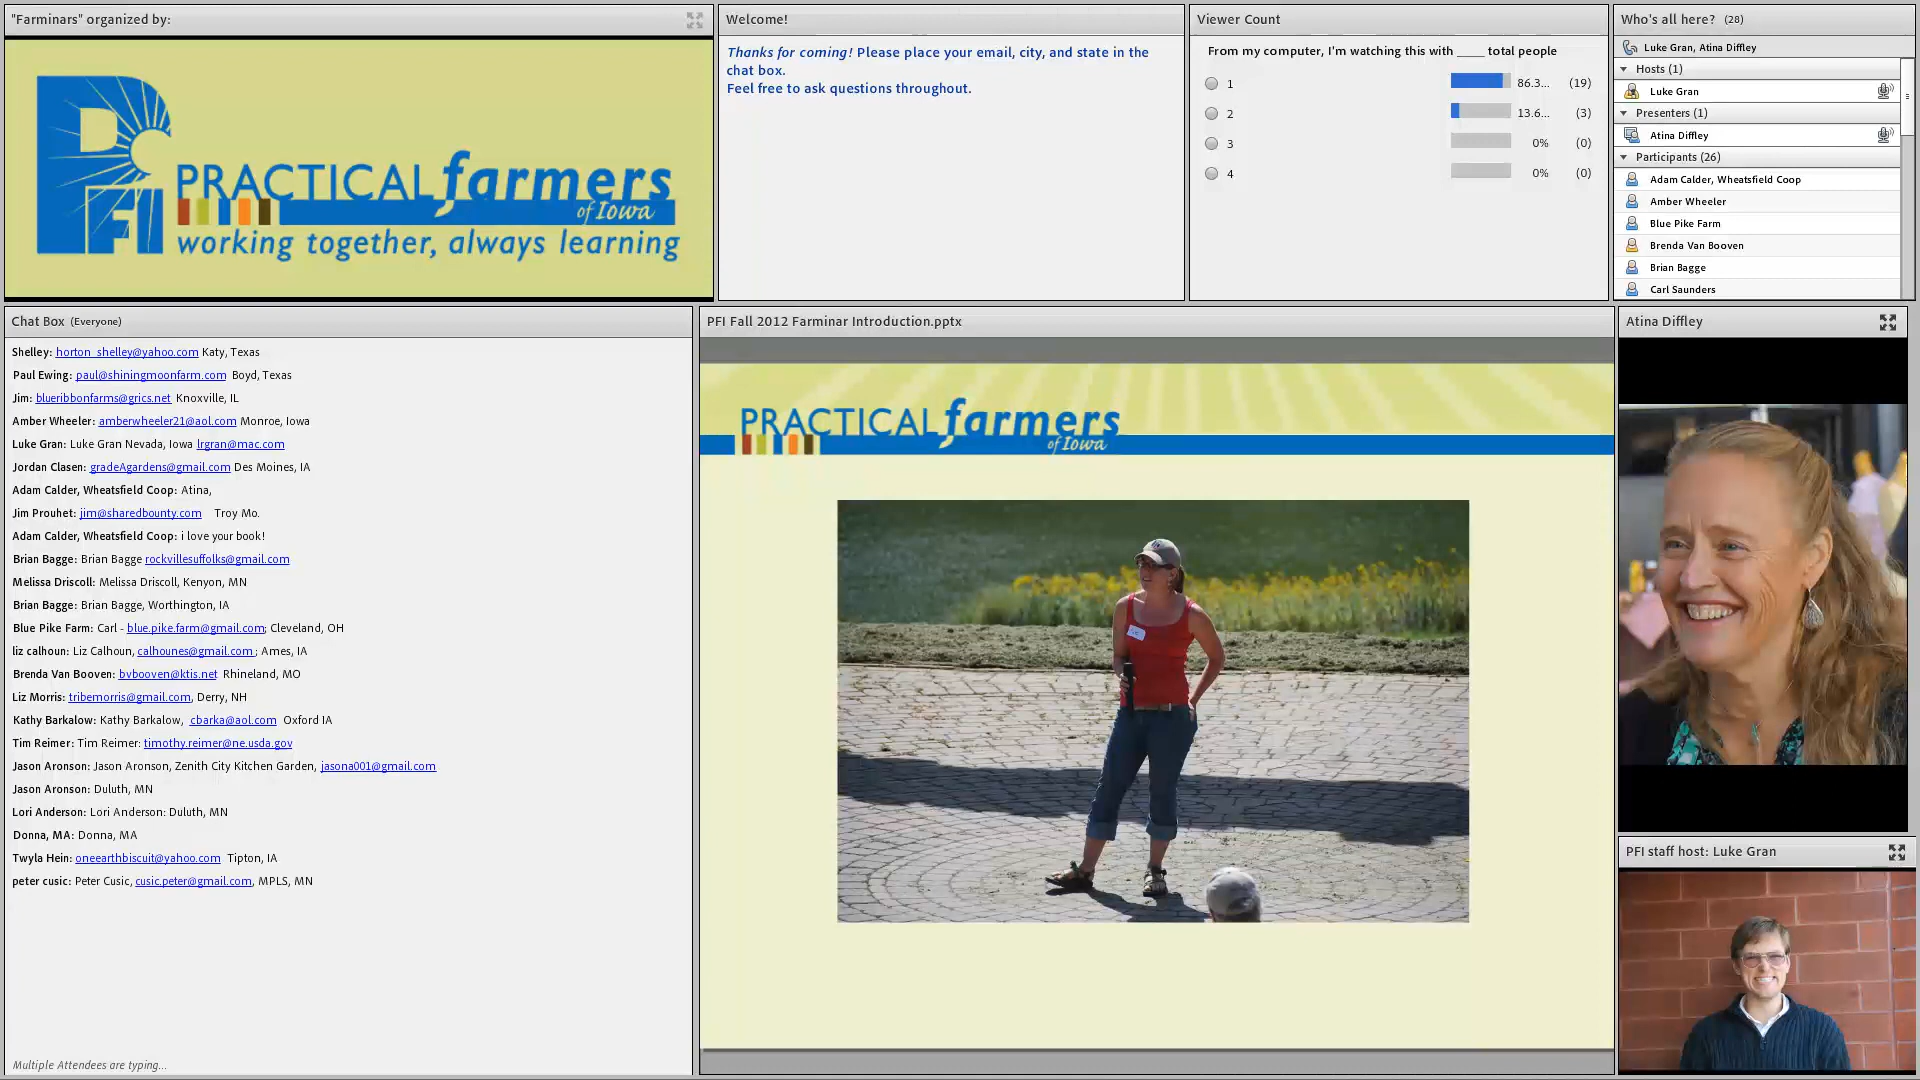 "Farminars" organized by:
PFI
PRACTICAL farmers
of Iowa
working together, always learning
Welcome!
Thanks for coming! Please place your email, city, and state in the
chat box.
Feel free to ask questions throughout.
Viewer Count
From my computer, I'm watching this with ____ total people
1 86.3... (19)
2 13.6... (3)
3 0% (0)
4 0% (0)
Who's all here? (28)
Luke Gran, Atina Diffley
Hosts (1)
Luke Gran
Presenters (1)
Atina Diffley
Participants (26)
Adam Calder, Wheatsfield Coop
Amber Wheeler
Blue Pike Farm
Brenda Van Booven
Brian Bagge
Carl Saunders
Chat Box (Everyone)
Shelley: horton_shelley@yahoo.com Katy, Texas
Paul Ewing: paul@shiningmoonfarm.com Boyd, Texas
Jim: blueribbonfarms@grics.net Knoxville, IL
Amber Wheeler: amberwheeler21@aol.com Monroe, Iowa
Luke Gran: Luke Gran Nevada, Iowa lrgran@mac.com
Jordan Clasen: gradeAgardens@gmail.com Des Moines, IA
Adam Calder, Wheatsfield Coop: Atina,
Jim Prouhet: jim@sharedbounty.com Troy Mo.
Adam Calder, Wheatsfield Coop: i love your book!
Brian Bagge: Brian Bagge rockvillesuffolks@gmail.com
Melissa Driscoll: Melissa Driscoll, Kenyon, MN
Brian Bagge: Brian Bagge, Worthington, IA
Blue Pike Farm: Carl - blue.pike.farm@gmail.com; Cleveland, OH
liz calhoun: Liz Calhoun, calhounes@gmail.com ; Ames, IA
Brenda Van Booven: bvbooven@ktis.net Rhineland, MO
Liz Morris: tribemorris@gmail.com, Derry, NH
Kathy Barkalow: Kathy Barkalow, cbarka@aol.com Oxford IA
Tim Reimer: Tim Reimer: timothy.reimer@ne.usda.gov
Jason Aronson: Jason Aronson, Zenith City Kitchen Garden, jasona001@gmail.com
Jason Aronson: Duluth, MN
Lori Anderson: Lori Anderson: Duluth, MN
Donna, MA: Donna, MA
Twyla Hein: oneearthbiscuit@yahoo.com Tipton, IA
peter cusic: Peter Cusic, cusic.peter@gmail.com, MPLS, MN
Multiple Attendees are typing...
PFI Fall 2012 Farminar Introduction.pptx
PRACTICAL farmers
of Iowa
Atina Diffley
PFI staff host: Luke Gran